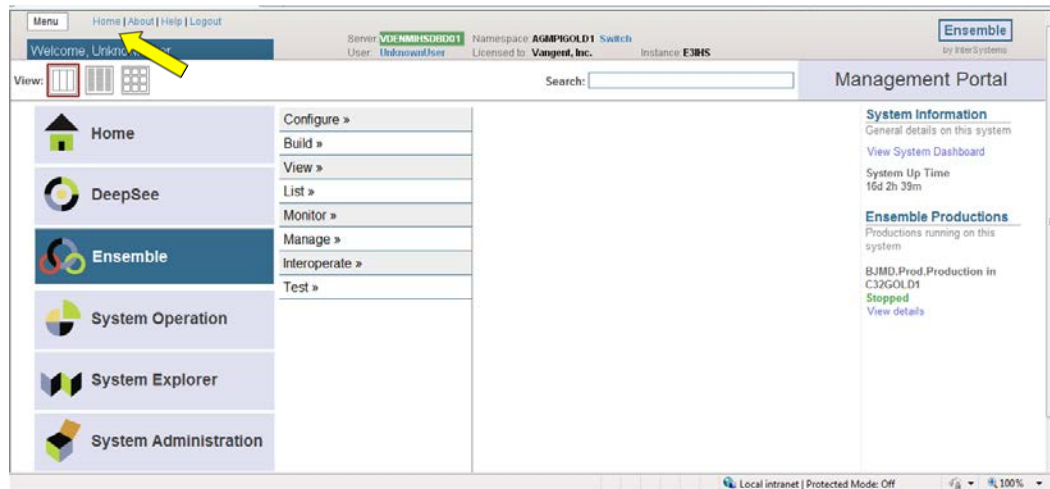 Menu
Home | About | Help | Logout
Server: VDENMIHSDBD01
Namespace: AGMPIGOLD1 Switch
User: UnknownUser
Licensed to: Vangent, Inc.
Instance: E3IHS
Ensemble
by InterSystems
Welcome,
View:
Search:
Management Portal
Home
DeepSee
Ensemble
System Operation
System Explorer
System Administration
Configure »
Build »
View »
List »
Monitor »
Manage »
Interoperate »
Test »
System Information
General details on this system
View System Dashboard
System Up Time
16d 2h 39m
Ensemble Productions
Productions running on this
system
BJMD.Prod.Production in
C32GOLD1
Stopped
View details
Local intranet | Protected Mode: Off
100%